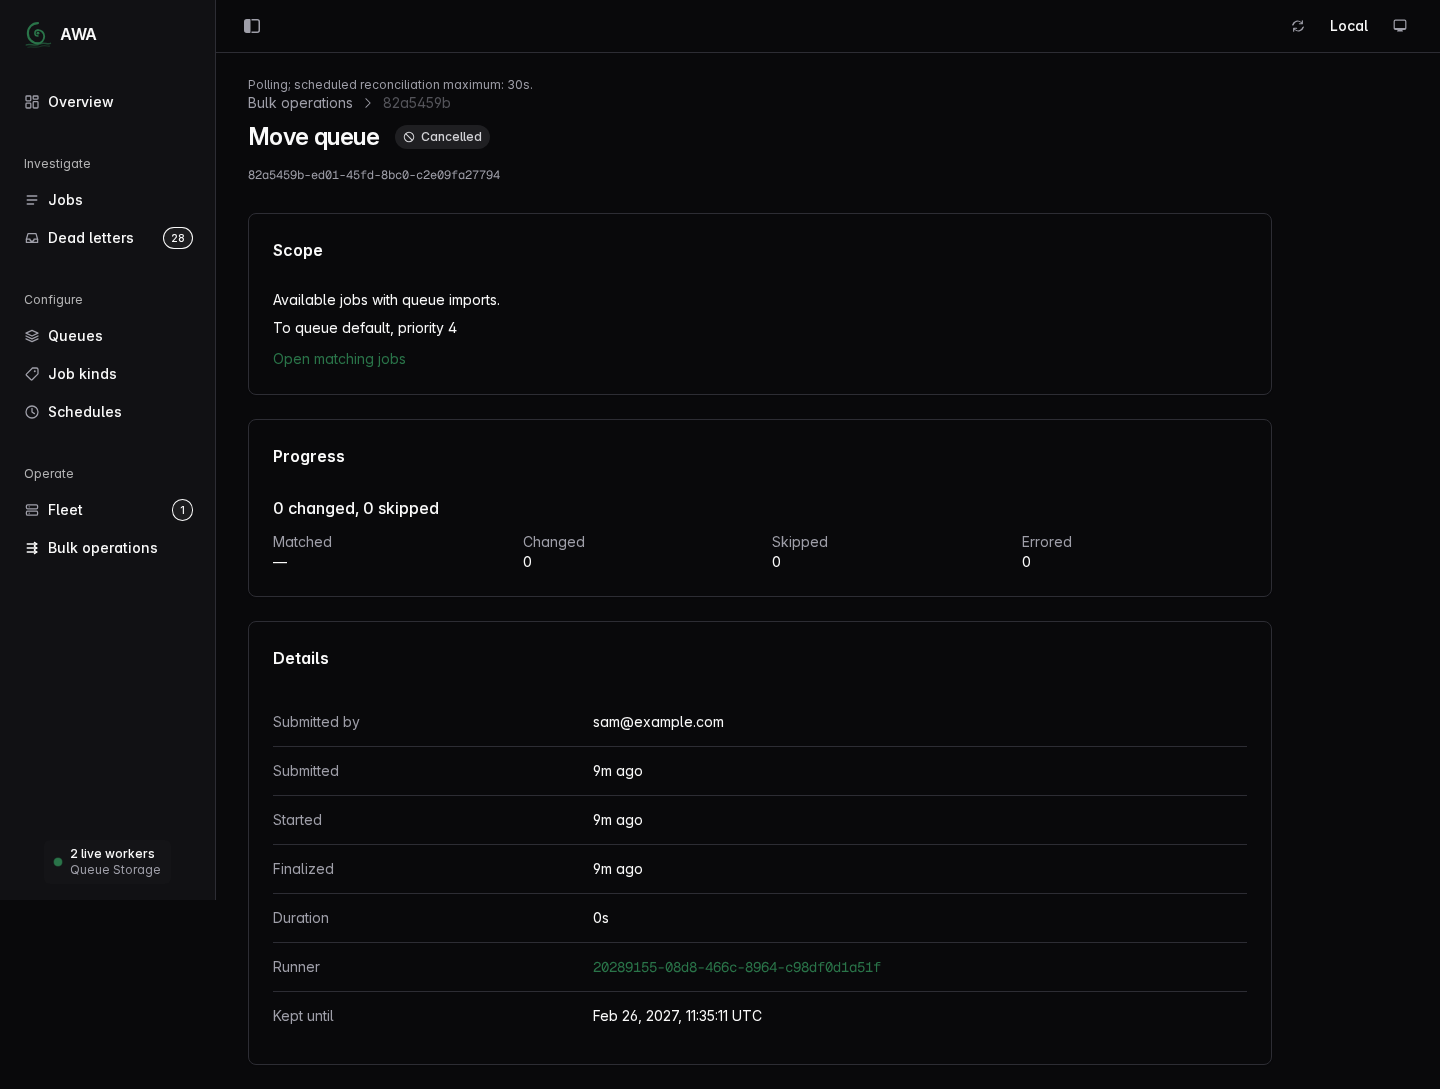 AWA
Local
Overview
Investigate
Jobs
Dead letters 28
Configure
Queues
Job kinds
Schedules
Operate
Fleet 1
Bulk operations
2 live workers
Queue Storage
Polling; scheduled reconciliation maximum: 30s.
Bulk operations 82a5459b
Move queue Cancelled
82a5459b-ed01-45fd-8bc0-c2e09fa27794
Scope
Available jobs with queue imports.
To queue default, priority 4
Open matching jobs
Progress
0 changed, 0 skipped
Matched Changed Skipped Errored
— 0 0 0
Details
Submitted by sam@example.com
Submitted 9m ago
Started 9m ago
Finalized 9m ago
Duration 0s
Runner 20289155-08d8-466c-8964-c98df0d1a51f
Kept until Feb 26, 2027, 11:35:11 UTC